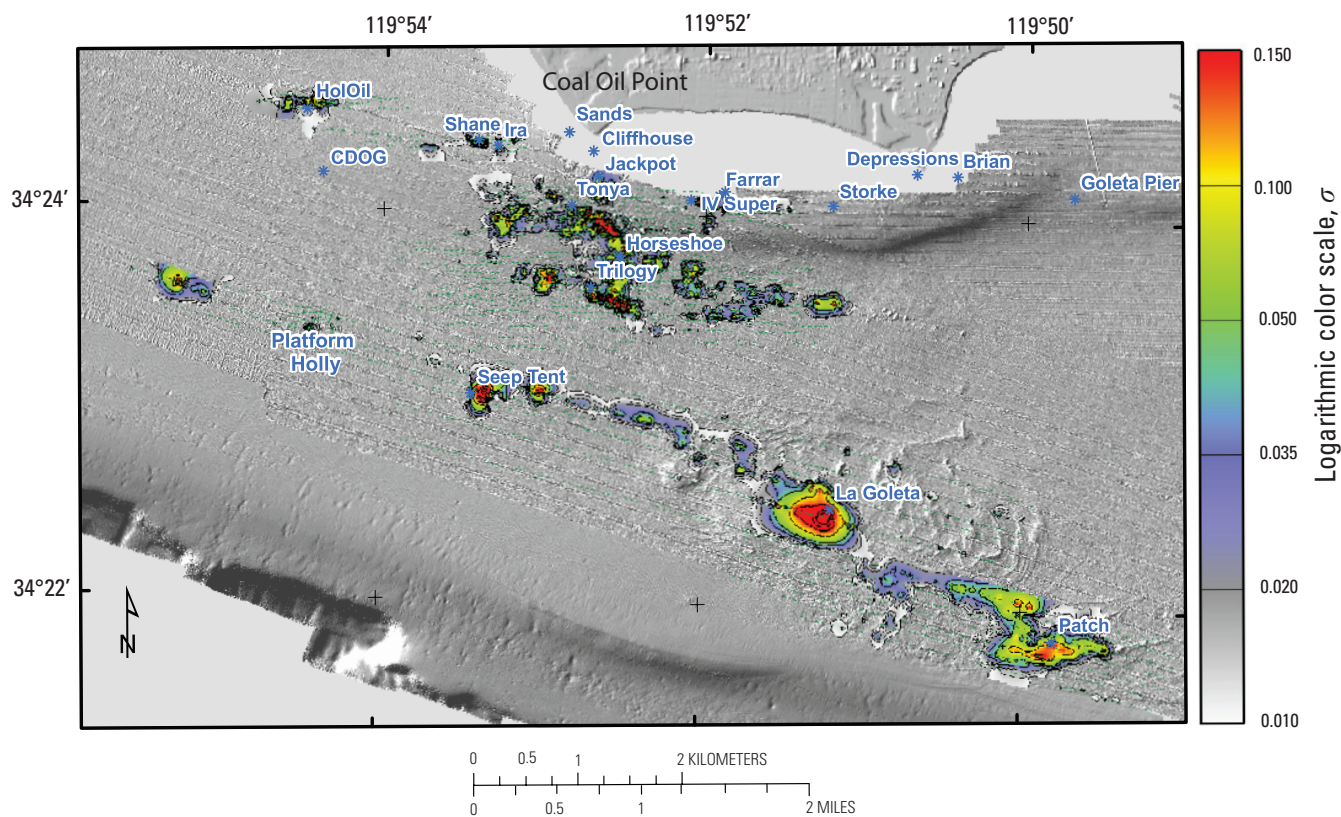 119°54′
119°52′
119°50′
Coal Oil Point
HolOil
Sands
Shane
Ira
Cliffhouse
CDOG
Jackpot
Depressions
Brian
Tonya
Farrar
Goleta Pier
34°24′
IV Super
Storke
Horseshoe
Trilogy
Platform
Holly
Seep Tent
La Goleta
34°22′
Patch
N
0.150
0.100
0.050
0.035
0.020
0.010
Logarithmic color scale, σ
0 0.5 1 2 KILOMETERS
0 0.5 1 2 MILES